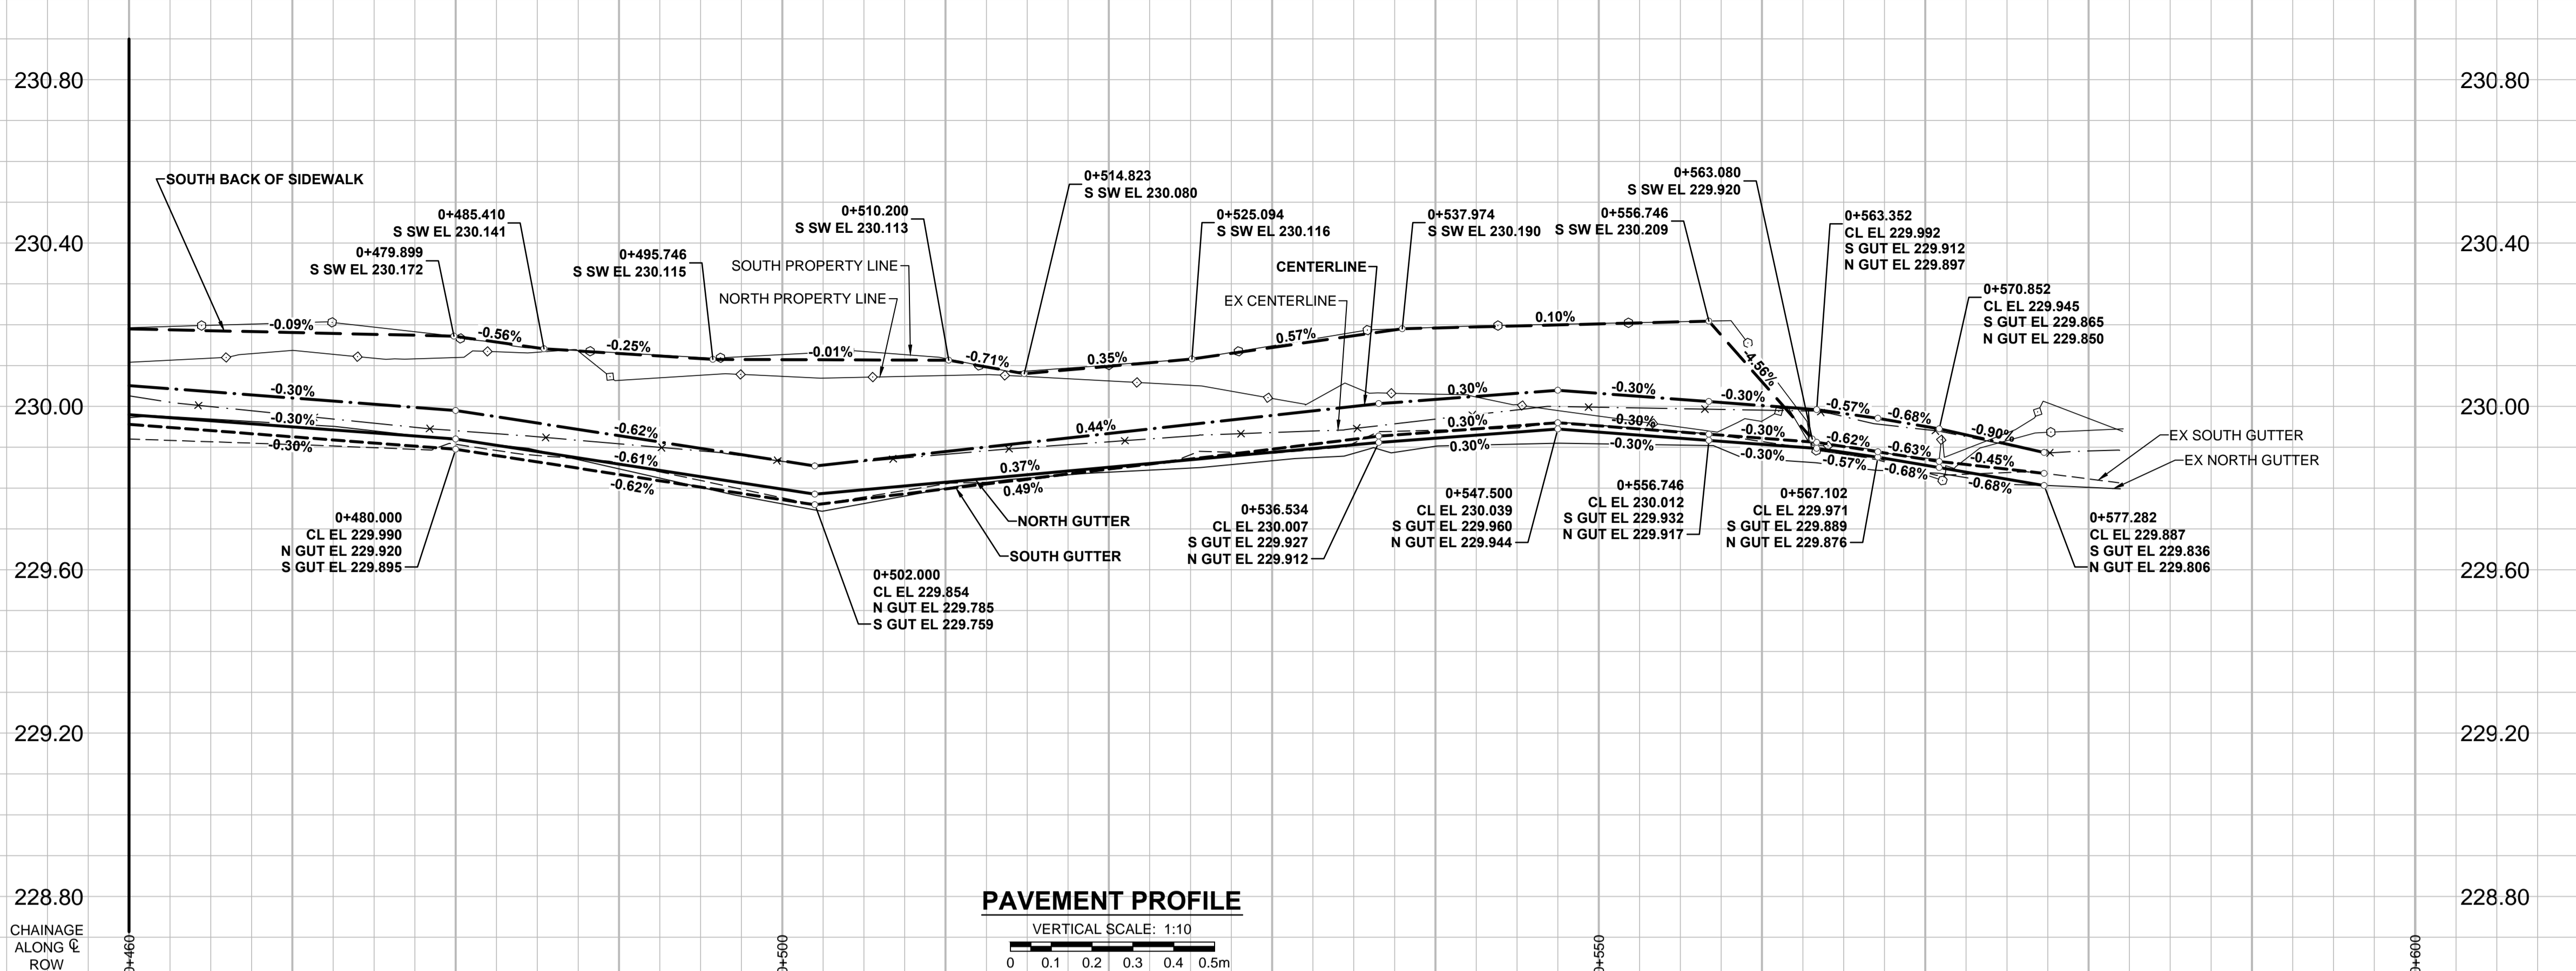 230.80
230.80
SOUTH BACK OF SIDEWALK
0+485.410
S SW EL 230.141
0+479.899
S SW EL 230.172
0+495.746
S SW EL 230.115
0+510.200
S SW EL 230.113
SOUTH PROPERTY LINE
NORTH PROPERTY LINE
0+514.823
S SW EL 230.080
0+525.094
S SW EL 230.116
CENTERLINE
EX CENTERLINE
0+537.974
S SW EL 230.190
0+556.746
S SW EL 230.209
0+563.080
S SW EL 229.920
0+563.352
CL EL 229.992
S GUT EL 229.912
N GUT EL 229.897
0+570.852
CL EL 229.945
S GUT EL 229.865
N GUT EL 229.850
230.40
230.40
-0.09%
-0.56%
-0.25%
-0.01%
-0.71%
0.35%
0.57%
0.10%
-4.56%
230.00
230.00
-0.30%
-0.62%
0.44%
0.30%
-0.30%
-0.30%
-0.57%
-0.68%
-0.90%
-0.30%
-0.61%
0.37%
0.30%
-0.30%
-0.30%
-0.62%
-0.63%
-0.45%
-0.30%
-0.62%
0.49%
0.30%
-0.30%
-0.30%
-0.57%
-0.68%
-0.68%
EX SOUTH GUTTER
EX NORTH GUTTER
NORTH GUTTER
SOUTH GUTTER
0+480.000
CL EL 229.990
N GUT EL 229.920
S GUT EL 229.895
0+502.000
CL EL 229.854
N GUT EL 229.785
S GUT EL 229.759
0+536.534
CL EL 230.007
S GUT EL 229.927
N GUT EL 229.912
0+547.500
CL EL 230.039
S GUT EL 229.960
N GUT EL 229.944
0+556.746
CL EL 230.012
S GUT EL 229.932
N GUT EL 229.917
0+567.102
CL EL 229.971
S GUT EL 229.889
N GUT EL 229.876
0+577.282
CL EL 229.887
S GUT EL 229.836
N GUT EL 229.806
229.60
229.60
229.20
229.20
228.80
228.80
PAVEMENT PROFILE
VERTICAL SCALE: 1:10
0 0.1 0.2 0.3 0.4 0.5m
CHAINAGE
ALONG ℄
ROW
0+460
0+500
0+550
0+600